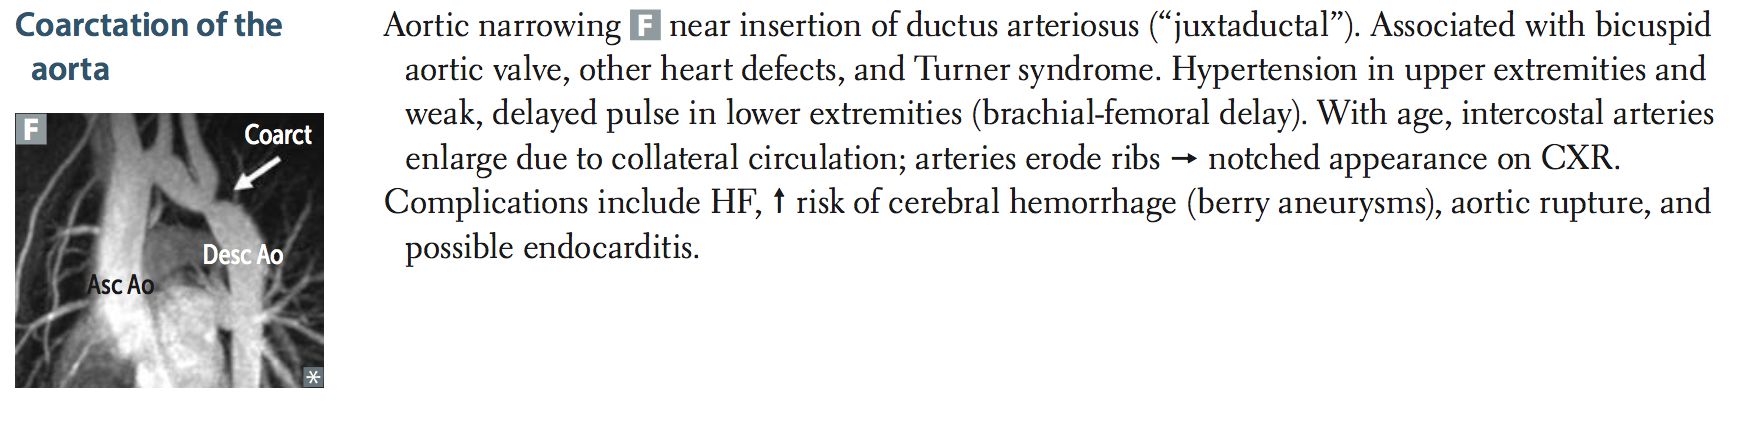 Coarctation of the
aorta
F
Coarct
Desc Ao
Asc Ao
*
Aortic narrowing F near insertion of ductus arteriosus (“juxtaductal”). Associated with bicuspid
aortic valve, other heart defects, and Turner syndrome. Hypertension in upper extremities and
weak, delayed pulse in lower extremities (brachial-femoral delay). With age, intercostal arteries
enlarge due to collateral circulation; arteries erode ribs → notched appearance on CXR.
Complications include HF, ↑ risk of cerebral hemorrhage (berry aneurysms), aortic rupture, and
possible endocarditis.